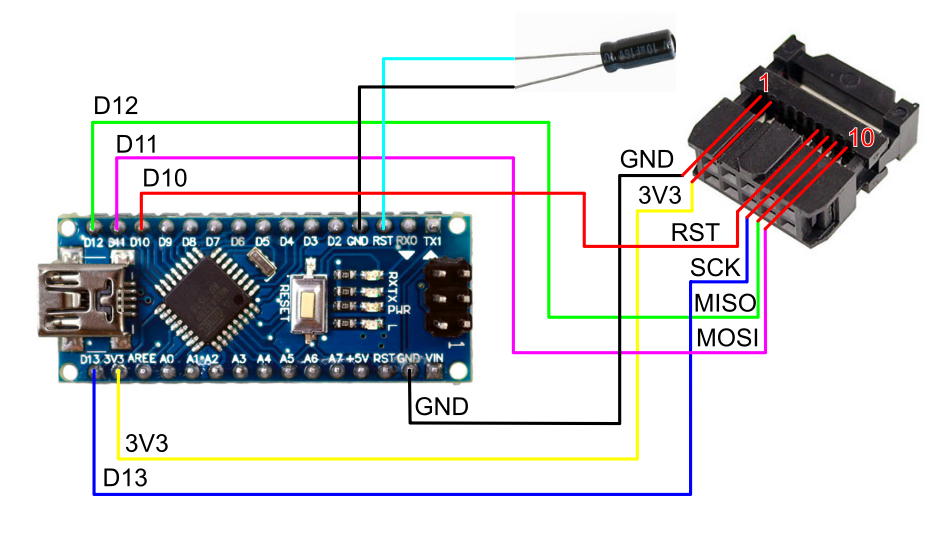 10µF16V
1
10
D12
D11
D10
GND
3V3
RST
SCK
MISO
MOSI
D12 D11 D10 D9 D8 D7 D6 D5 D4 D3 D2 GND RST RX0 TX1
RESET
RX
TX
PWR
L
1
D13 3V3 AREF A0 A1 A2 A3 A4 A5 A6 A7 +5V RST GND VIN
GND
3V3
D13